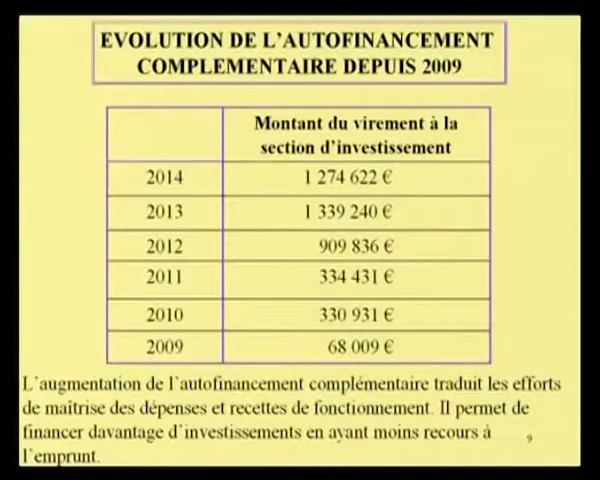 EVOLUTION DE L'AUTOFINANCEMENT
COMPLEMENTAIRE DEPUIS 2009
Montant du virement à la
section d'investissement
2014 1 274 622 €
2013 1 339 240 €
2012 909 836 €
2011 334 431 €
2010 330 931 €
2009 68 009 €
L'augmentation de l'autofinancement complémentaire traduit les efforts
de maîtrise des dépenses et recettes de fonctionnement. Il permet de
financer davantage d'investissements en ayant moins recours à
l'emprunt.
9